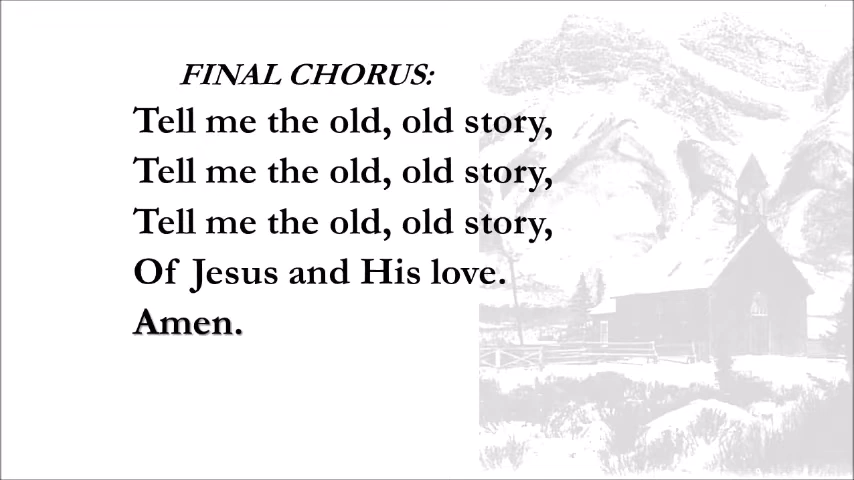 FINAL CHORUS:
Tell me the old, old story,
Tell me the old, old story,
Tell me the old, old story,
Of Jesus and His love.
Amen.